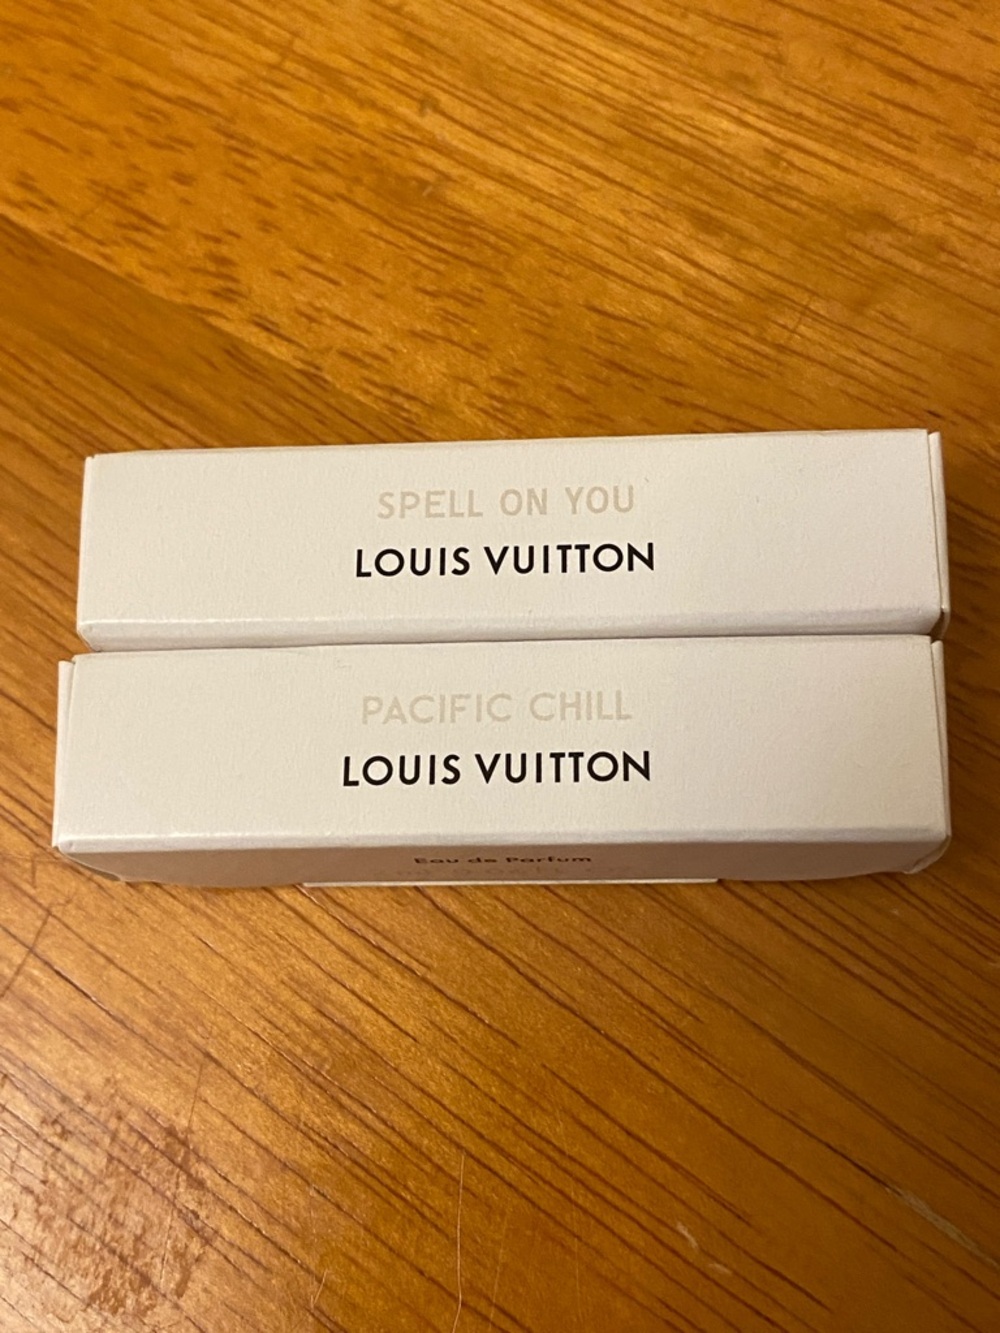 SPELL ON YOU
LOUIS VUITTON
PACIFIC CHILL
LOUIS VUITTON
Eau de Parfum